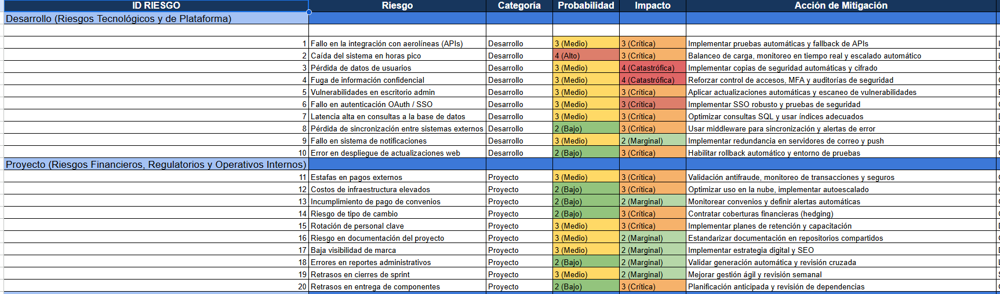 ID RIESGO Riesgo Categoría Probabilidad Impacto Acción de Mitigación
Desarrollo (Riesgos Tecnológicos y de Plataforma)
1 Fallo en la integración con aerolíneas (APIs) Desarrollo 3 (Medio) 3 (Crítica) Implementar pruebas automáticas y fallback de APIs
2 Caída del sistema en horas pico Desarrollo 4 (Alto) 3 (Crítica) Balanceo de carga, monitoreo en tiempo real y escalado automático
3 Pérdida de datos de usuarios Desarrollo 3 (Medio) 4 (Catastrófica) Implementar copias de seguridad automáticas y cifrado
4 Fuga de información confidencial Desarrollo 3 (Medio) 4 (Catastrófica) Reforzar control de accesos, MFA y auditorías de seguridad
5 Vulnerabilidades en escritorio admin Desarrollo 3 (Medio) 3 (Crítica) Aplicar actualizaciones automáticas y escaneo de vulnerabilidades
6 Fallo en autenticación OAuth / SSO Desarrollo 3 (Medio) 3 (Crítica) Implementar SSO robusto y pruebas de seguridad
7 Latencia alta en consultas a la base de datos Desarrollo 3 (Medio) 3 (Crítica) Optimizar consultas SQL y usar índices adecuados
8 Pérdida de sincronización entre sistemas externos Desarrollo 2 (Bajo) 3 (Crítica) Usar middleware para sincronización y alertas de error
9 Fallo en sistema de notificaciones Desarrollo 3 (Medio) 2 (Marginal) Implementar redundancia en servidores de correo y push
10 Error en despliegue de actualizaciones web Desarrollo 2 (Bajo) 3 (Crítica) Habilitar rollback automático y entorno de pruebas
Proyecto (Riesgos Financieros, Regulatorios y Operativos Internos)
11 Estafas en pagos externos Proyecto 3 (Medio) 3 (Crítica) Validación antifraude, monitoreo de transacciones y seguros
12 Costos de infraestructura elevados Proyecto 2 (Bajo) 3 (Crítica) Optimizar uso en la nube, implementar autoescalado
13 Incumplimiento de pago de convenios Proyecto 2 (Bajo) 2 (Marginal) Monitorear convenios y definir alertas automáticas
14 Riesgo de tipo de cambio Proyecto 2 (Bajo) 3 (Crítica) Contratar coberturas financieras (hedging)
15 Rotación de personal clave Proyecto 3 (Medio) 3 (Crítica) Implementar planes de retención y capacitación
16 Riesgo en documentación del proyecto Proyecto 3 (Medio) 2 (Marginal) Estandarizar documentación en repositorios compartidos
17 Baja visibilidad de marca Proyecto 3 (Medio) 2 (Marginal) Implementar estrategia digital y SEO
18 Errores en reportes administrativos Proyecto 2 (Bajo) 2 (Marginal) Validar generación automática y revisión cruzada
19 Retrasos en cierres de sprint Proyecto 3 (Medio) 2 (Marginal) Mejorar gestión ágil y revisión semanal
20 Retrasos en entrega de componentes Proyecto 2 (Bajo) 3 (Crítica) Planificación anticipada y revisión de dependencias